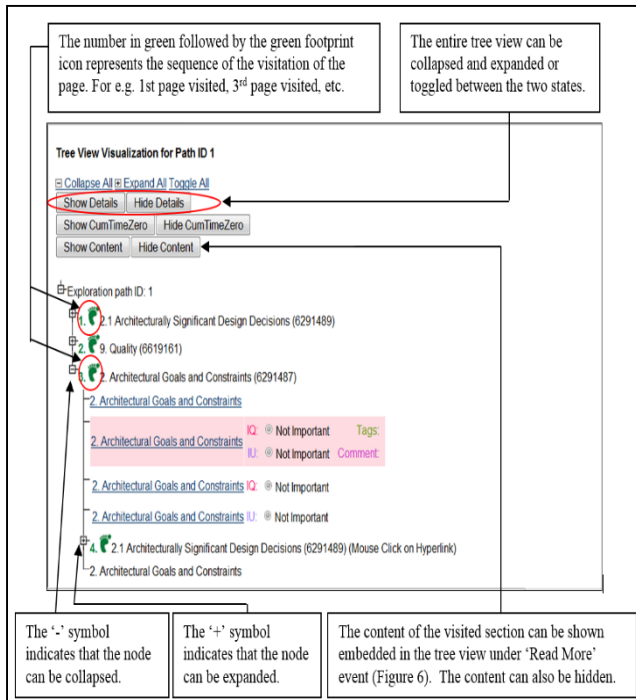 The number in green followed by the green footprint
icon represents the sequence of the visitation of the
page. For e.g. 1st page visited, 3rd page visited, etc.
The entire tree view can be
collapsed and expanded or
toggled between the two states.
Tree View Visualization for Path ID 1
Collapse All Expand All Toggle All
Show Details Hide Details
Show CumTimeZero Hide CumTimeZero
Show Content Hide Content
Exploration path ID: 1
1. 2.1 Architecturally Significant Design Decisions (6291489)
2. 9. Quality (6619161)
3. 2. Architectural Goals and Constraints (6291487)
2. Architectural Goals and Constraints
2. Architectural Goals and Constraints IQ: Not Important Tags:
IU: Not Important Comment:
2. Architectural Goals and Constraints IQ: Not Important
2. Architectural Goals and Constraints IU: Not Important
4. 2.1 Architecturally Significant Design Decisions (6291489) (Mouse Click on Hyperlink)
2. Architectural Goals and Constraints
The ‘-’ symbol
indicates that the node
can be collapsed.
The ‘+’ symbol
indicates that the node
can be expanded.
The content of the visited section can be shown
embedded in the tree view under ‘Read More’
event (Figure 6). The content can also be hidden.